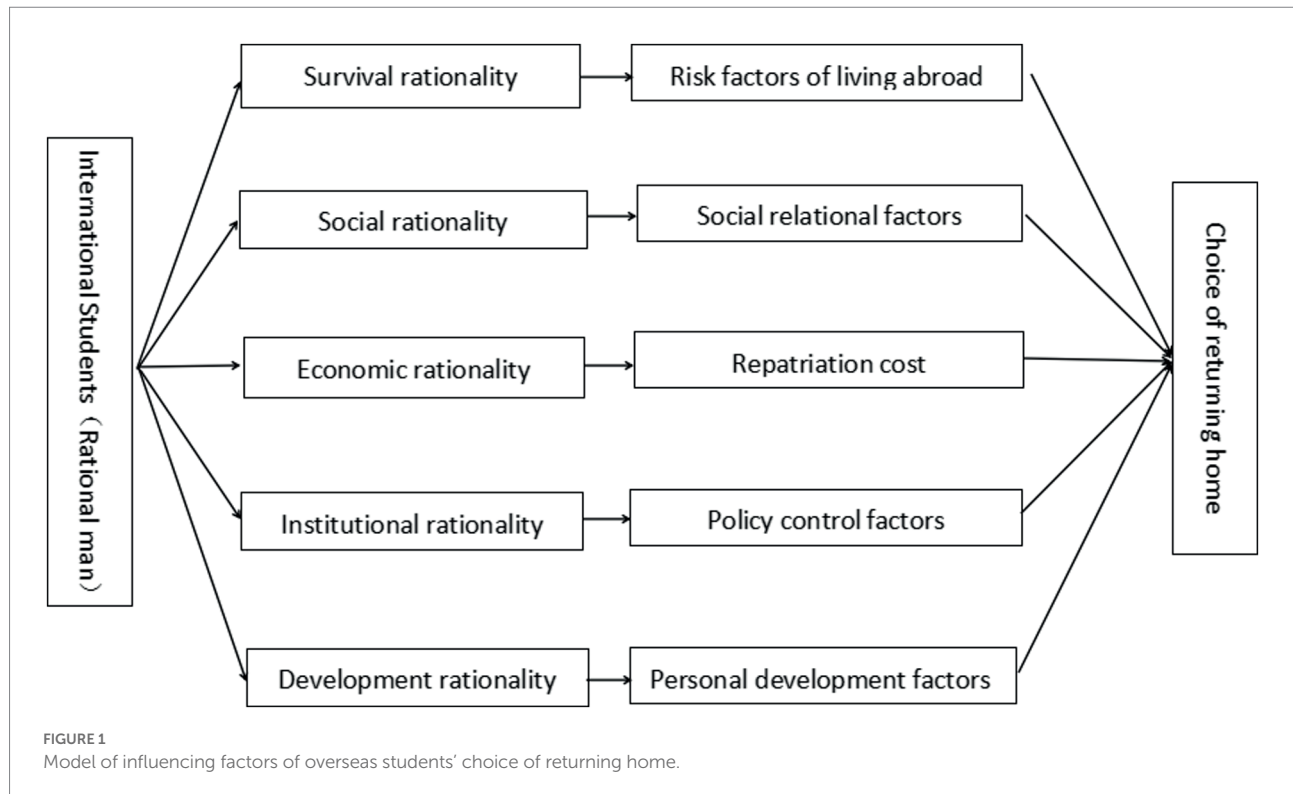 International Students（Rational man）
Survival rationality
Risk factors of living abroad
Social rationality
Social relational factors
Economic rationality
Repatriation cost
Institutional rationality
Policy control factors
Development rationality
Personal development factors
Choice of returning home
FIGURE 1
Model of influencing factors of overseas students’ choice of returning home.